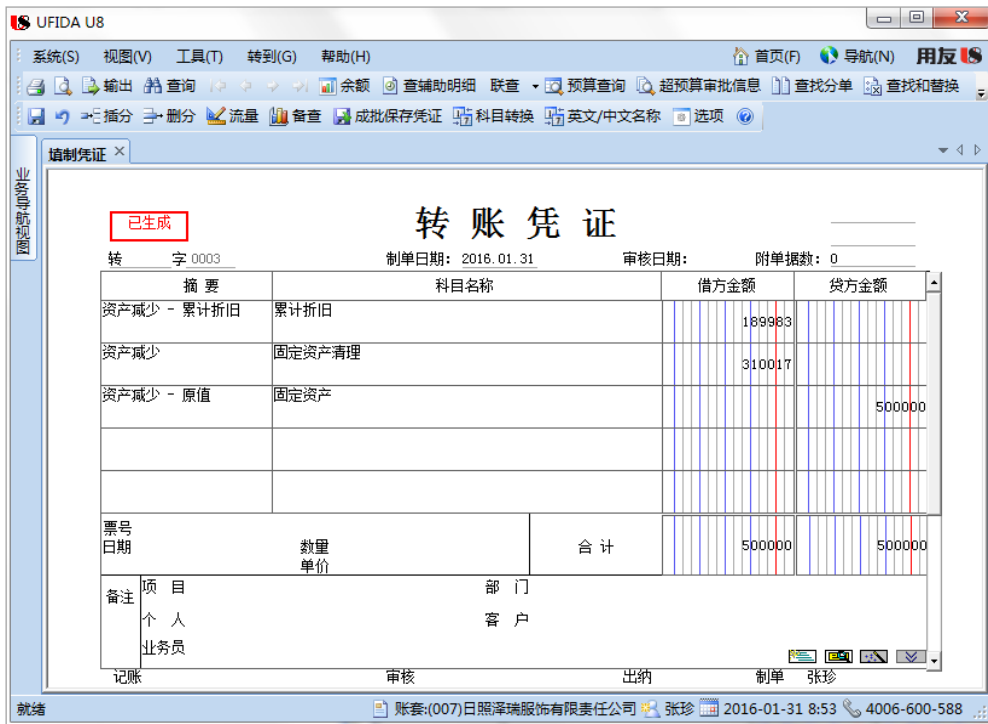 UFIDA U8
系统(S) 视图(V) 工具(T) 转到(G) 帮助(H) 首页(F) 导航(N) 用友
输出 查询 余额 查辅助明细 联查 预算查询 超预算审批信息 查找分单 查找和替换
插分 删分 流量 备查 成批保存凭证 科目转换 英文/中文名称 选项
填制凭证
业务导航视图
已生成
转账凭证
转 字 0003 制单日期: 2016.01.31 审核日期: 附单据数: 0
摘要 科目名称 借方金额 贷方金额
资产减少 - 累计折旧 累计折旧 189983
资产减少 固定资产清理 310017
资产减少 - 原值 固定资产 500000
票号
日期 数量 合计 500000 500000
单价
备注 项目 部门
个人 客户
业务员
记账 审核 出纳 制单 张珍
就绪 账套:(007)日照泽瑞服饰有限责任公司 张珍 2016-01-31 8:53 4006-600-588